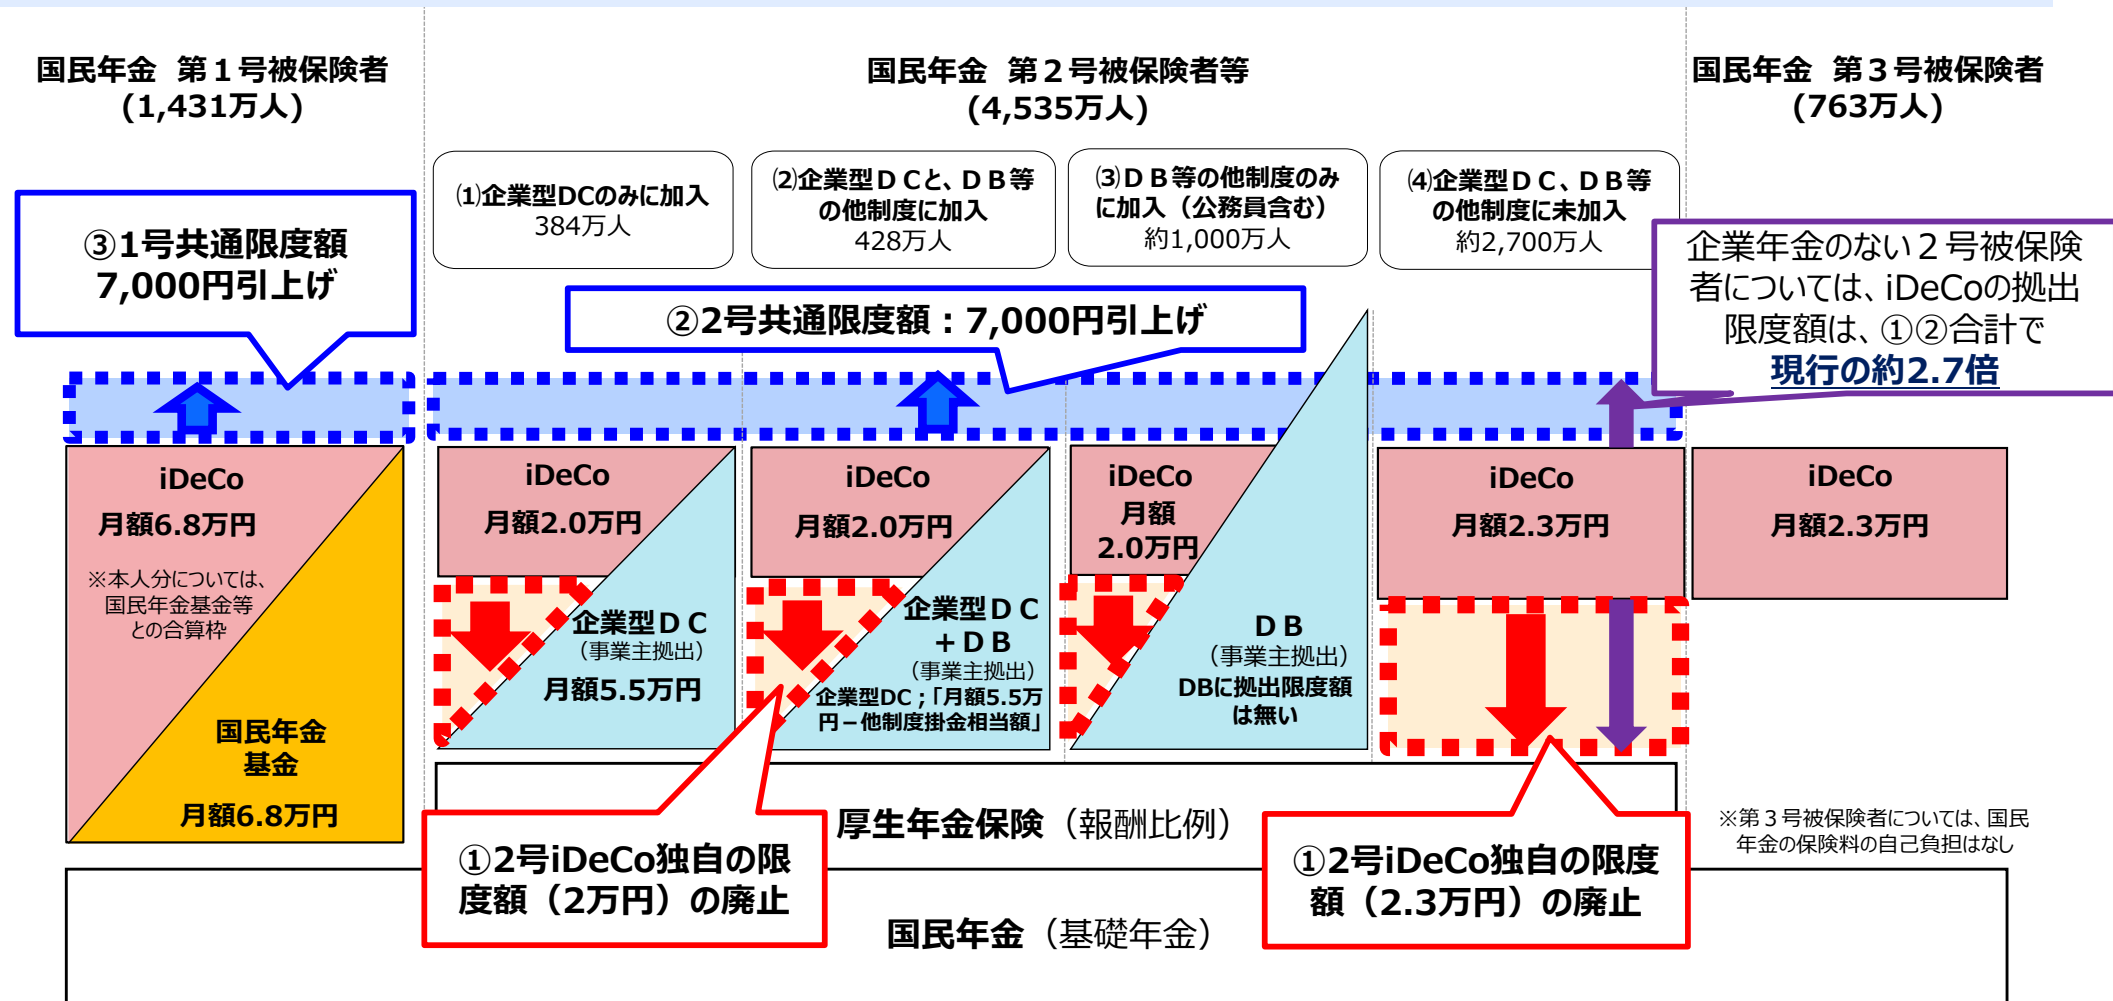 国民年金 第１号被保険者
(1,431万人)
国民年金 第２号被保険者等
(4,535万人)
国民年金 第３号被保険者
(763万人)
⑴企業型DCのみに加入
384万人
⑵企業型ＤＣと、ＤＢ等
の他制度に加入
428万人
⑶ＤＢ等の他制度のみ
に加入（公務員含む）
約1,000万人
⑷企業型ＤＣ、ＤＢ等
の他制度に未加入
約2,700万人
③1号共通限度額
7,000円引上げ
②2号共通限度額：7,000円引上げ
企業年金のない２号被保険
者については、iDeCoの拠出
限度額は、①②合計で
現行の約2.7倍
iDeCo
月額6.8万円
※本人分については、
国民年金基金等
との合算枠
国民年金
基金
月額6.8万円
iDeCo
月額2.0万円
企業型ＤＣ
（事業主拠出）
月額5.5万円
iDeCo
月額2.0万円
企業型ＤＣ
＋ＤＢ
（事業主拠出）
企業型DC；「月額5.5万
円－他制度掛金相当額」
iDeCo
月額
2.0万円
ＤＢ
（事業主拠出）
DBに拠出限度額
は無い
iDeCo
月額2.3万円
iDeCo
月額2.3万円
①2号iDeCo独自の限
度額（2万円）の廃止
厚生年金保険（報酬比例）
①2号iDeCo独自の限度
額（2.3万円）の廃止
※第３号被保険者については、国民
年金の保険料の自己負担はなし
国民年金（基礎年金）